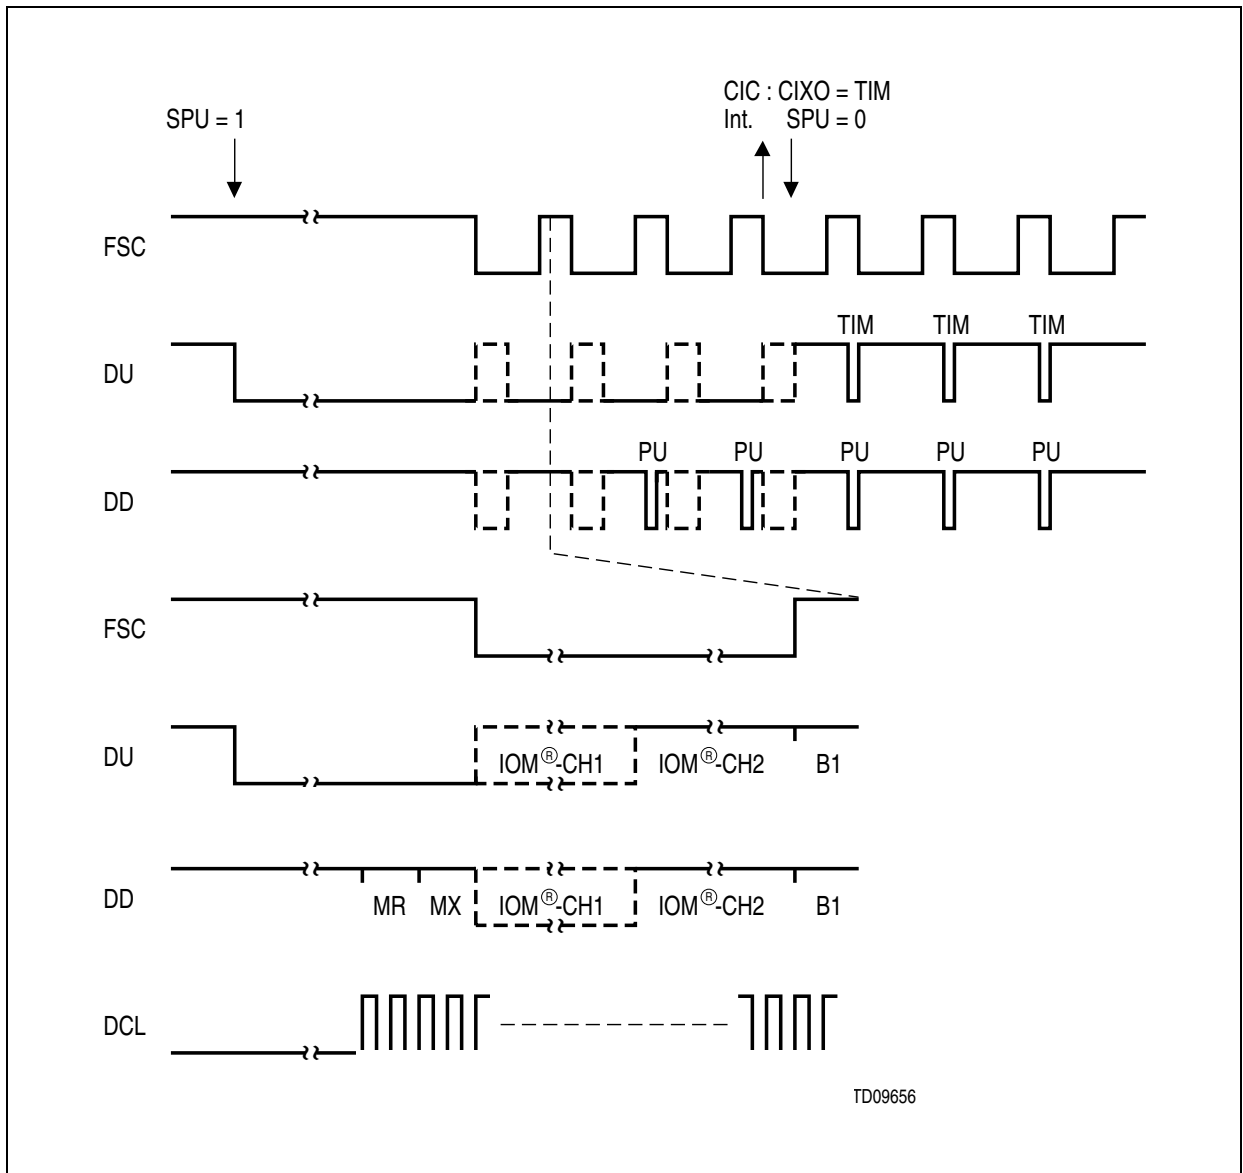 CIC : CIXO = TIM
SPU = 1
Int. SPU = 0
FSC
TIM TIM TIM
DU
PU PU PU PU PU
DD
FSC
DU
IOM®-CH1 IOM®-CH2 B1
DD
MR MX IOM®-CH1 IOM®-CH2 B1
DCL
TD09656